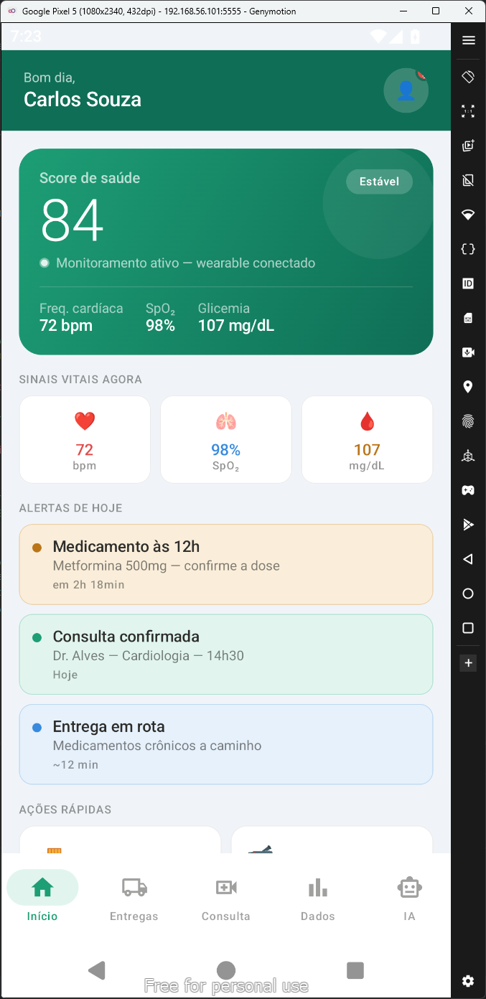 Google Pixel 5 (1080x2340, 432dpi) - 192.168.56.101:5555 - Genymotion
7:23
Bom dia,
Carlos Souza
Score de saúde
Estável
84
Monitoramento ativo — wearable conectado
Freq. cardíaca SpO₂ Glicemia
72 bpm 98% 107 mg/dL
SINAIS VITAIS AGORA
72 98% 107
bpm SpO₂ mg/dL
ALERTAS DE HOJE
Medicamento às 12h
Metformina 500mg — confirme a dose
em 2h 18min
Consulta confirmada
Dr. Alves — Cardiologia — 14h30
Hoje
Entrega em rota
Medicamentos crônicos a caminho
~12 min
AÇÕES RÁPIDAS
Início Entregas Consulta Dados IA
Free for personal use
1:1
ID